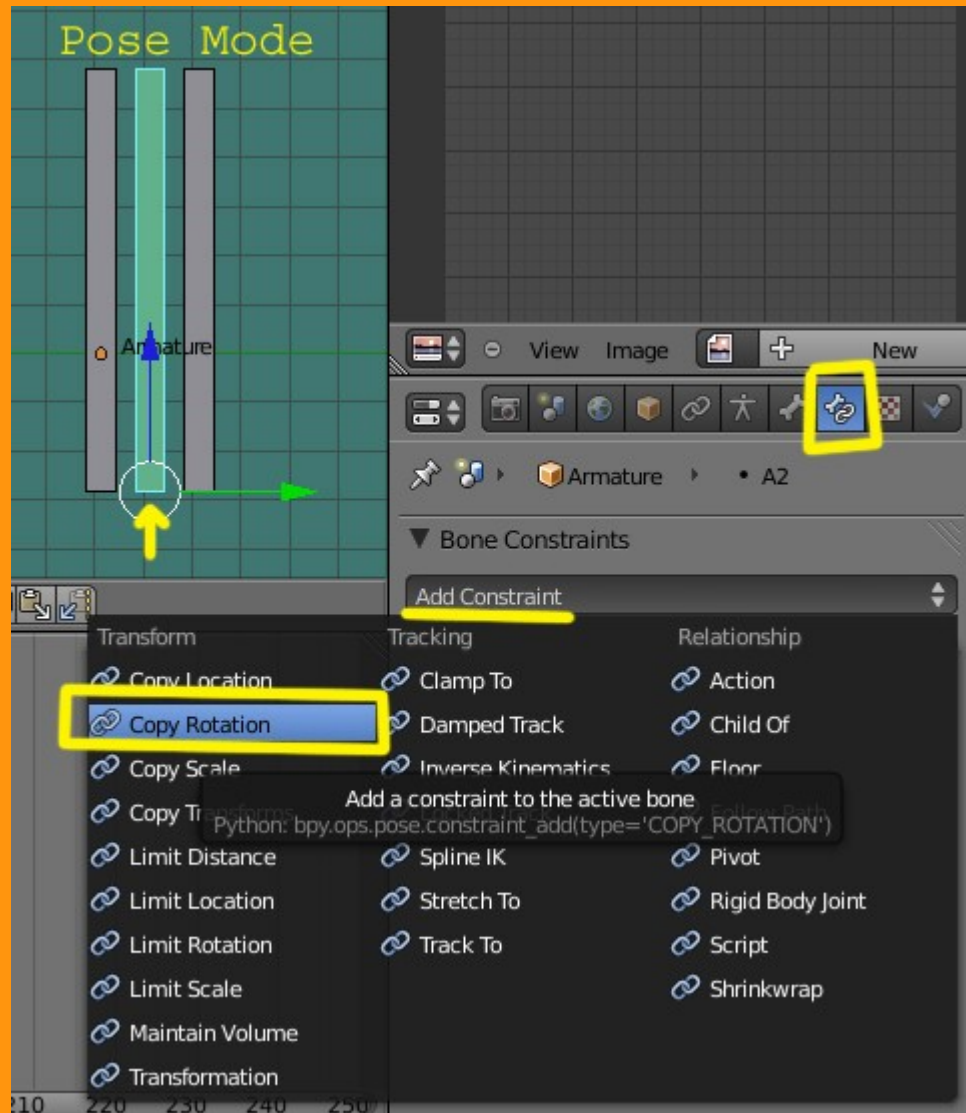 Pose Mode
Armature
View Image New
Armature • A2
Bone Constraints
Add Constraint
Transform Tracking Relationship
Copy Location Clamp To Action
Copy Rotation Damped Track Child Of
Copy Scale Inverse Kinematics Floor
Add a constraint to the active bone
Copy Follow Path
Python: bpy.ops.pose.constraint_add(type='COPY_ROTATION')
Limit Distance Spline IK Pivot
Limit Location Stretch To Rigid Body Joint
Limit Rotation Track To Script
Limit Scale Shrinkwrap
Maintain Volume
Transformation
210 220 230 240 250